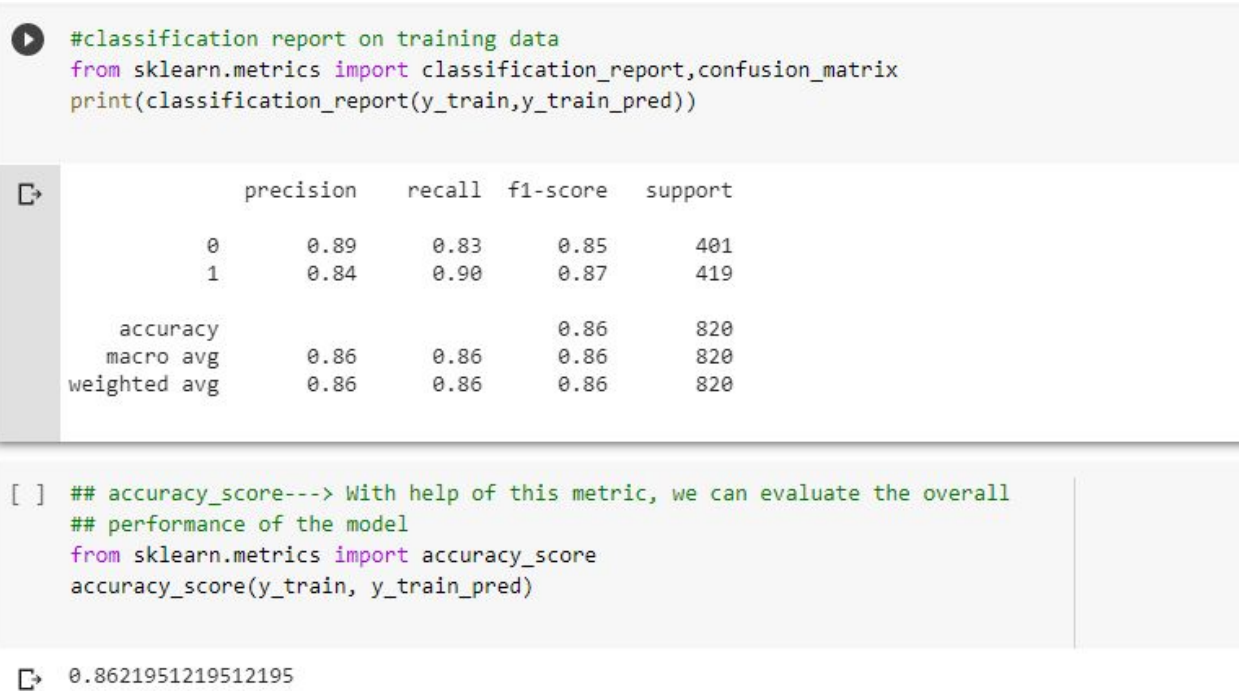 #classification report on training data
from sklearn.metrics import classification_report,confusion_matrix
print(classification_report(y_train,y_train_pred))
precision recall f1-score support
0 0.89 0.83 0.85 401
1 0.84 0.90 0.87 419
accuracy 0.86 820
macro avg 0.86 0.86 0.86 820
weighted avg 0.86 0.86 0.86 820
[ ] ## accuracy_score---> With help of this metric, we can evaluate the overall
## performance of the model
from sklearn.metrics import accuracy_score
accuracy_score(y_train, y_train_pred)
0.8621951219512195